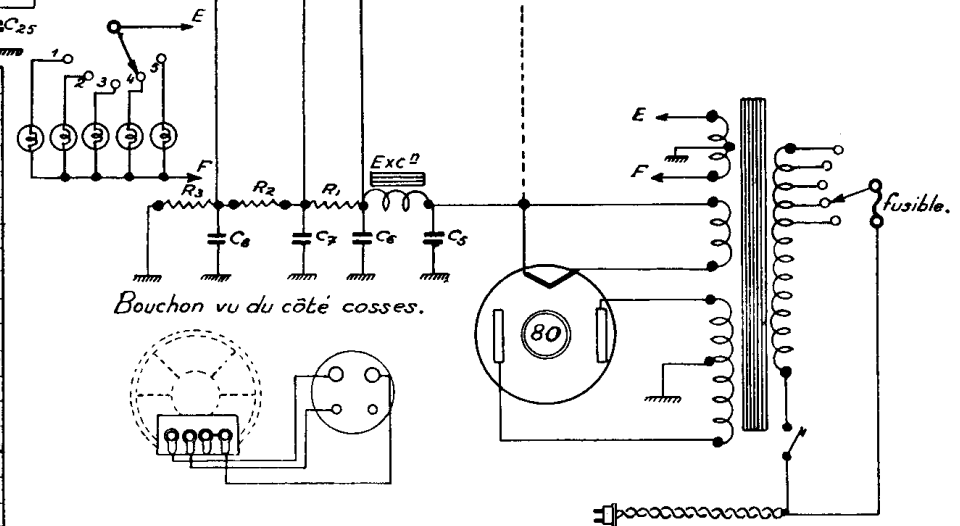 C25
E
1
2
3
4
5
F
R3 R2 R1 Excⁿ
C8 C7 C6 C5
Bouchon vu du côté cosses.
80
E
F
fusible.